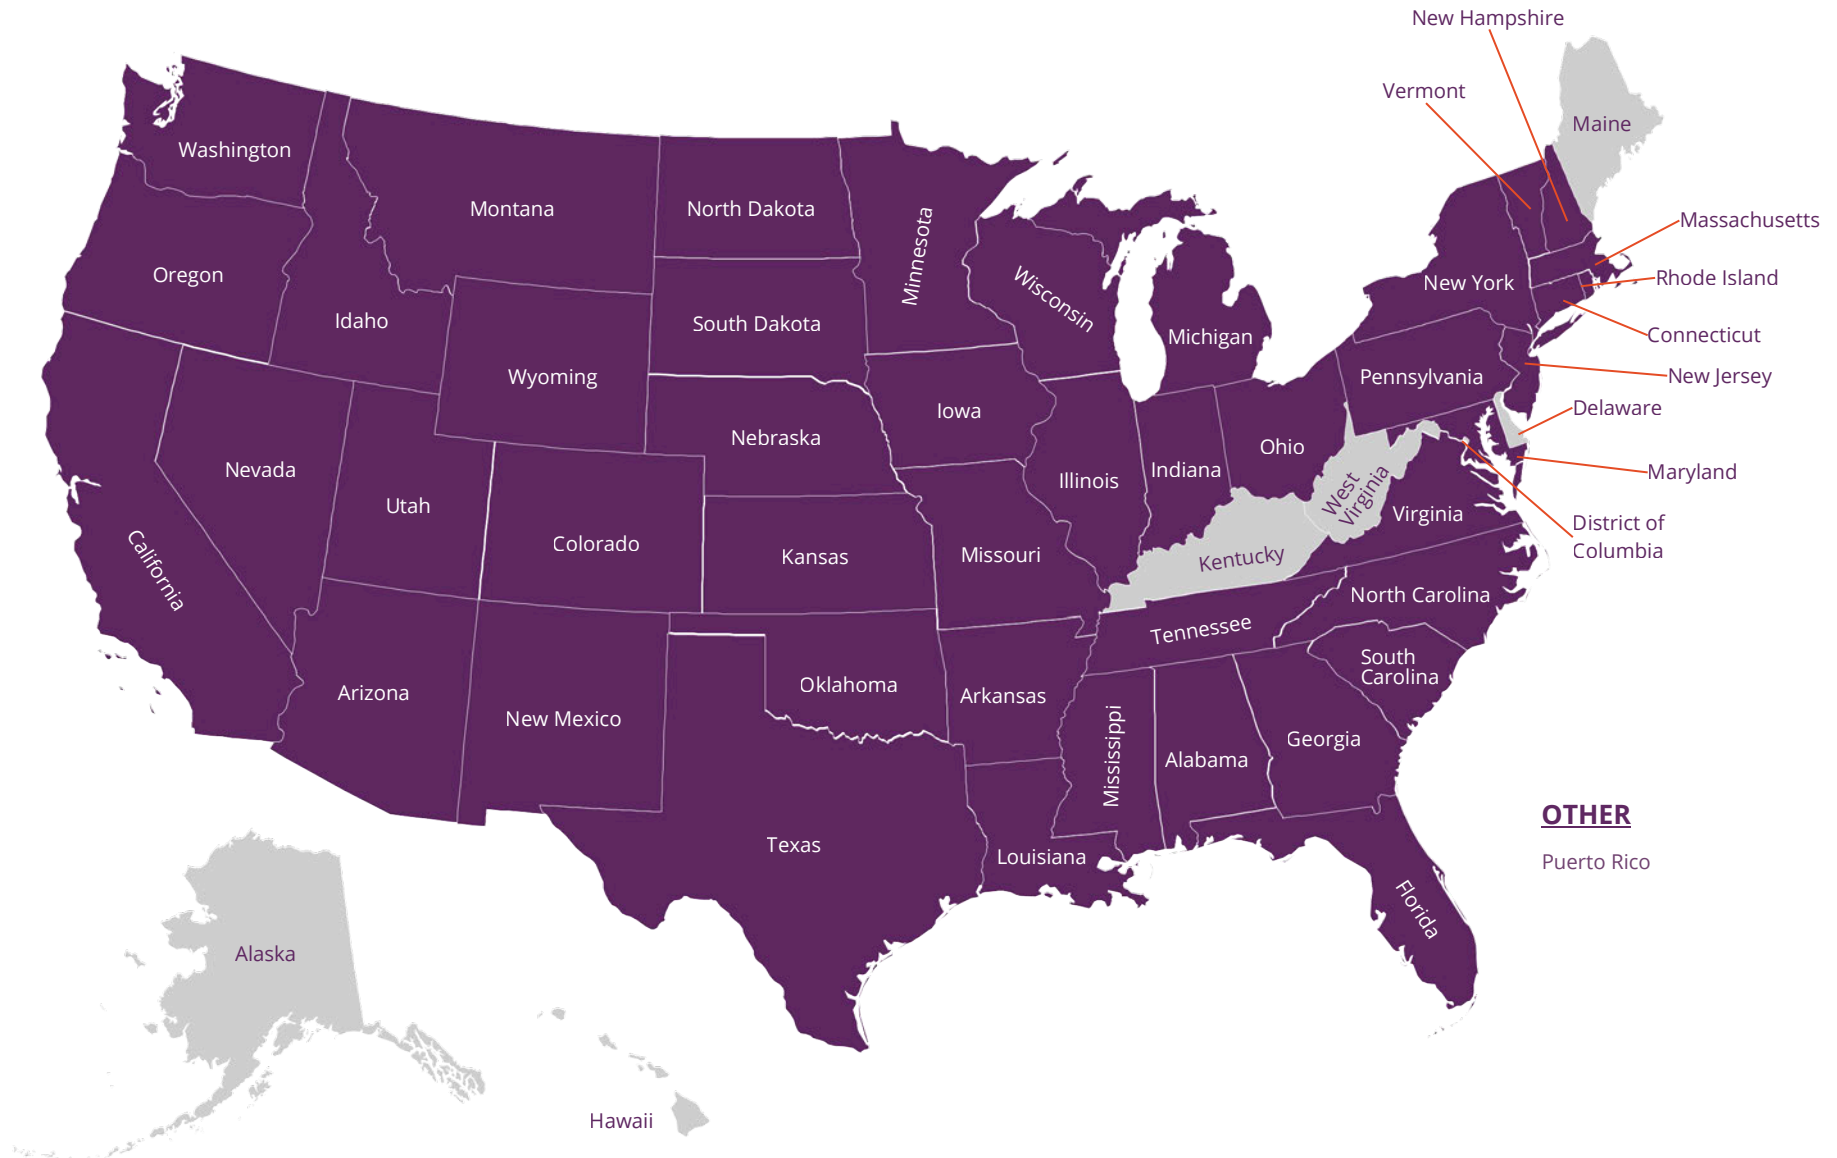 New Hampshire
Vermont
Maine
Washington
Montana
North Dakota
Minnesota
Massachusetts
Oregon
Idaho
South Dakota
Wisconsin
Michigan
New York
Rhode Island
Connecticut
Wyoming
Iowa
Pennsylvania
New Jersey
Delaware
Nebraska
Nevada
Utah
Illinois
Indiana
Ohio
West
Virginia
Maryland
Virginia
District of
Columbia
California
Colorado
Kansas
Missouri
Kentucky
North Carolina
Tennessee
South
Carolina
Arizona
New Mexico
Oklahoma
Arkansas
Mississippi
Alabama
Georgia
Texas
Louisiana
Florida
OTHER
Puerto Rico
Alaska
Hawaii